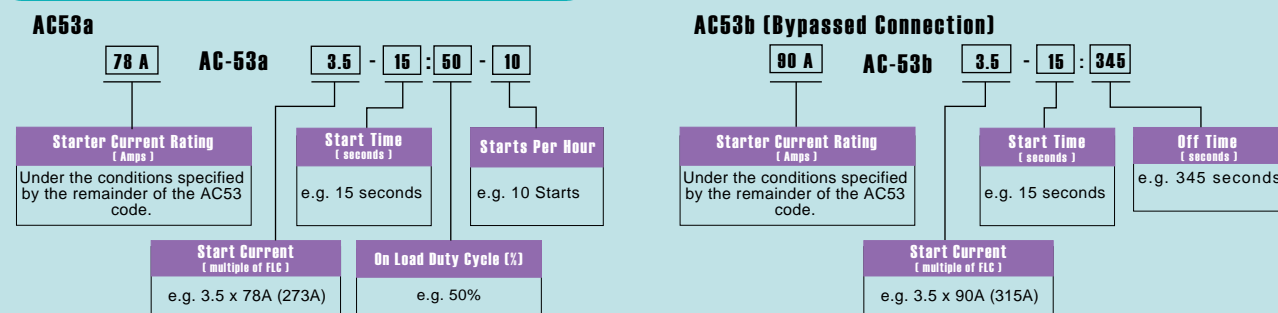 AC53a
78 A AC-53a 3.5 - 15 : 50 - 10
Starter Current Rating
( Amps )
Under the conditions specified
by the remainder of the AC53
code.
Start Time
( seconds )
e.g. 15 seconds
Starts Per Hour
e.g. 10 Starts
Start Current
( multiple of FLC )
e.g. 3.5 x 78A (273A)
On Load Duty Cycle (%)
e.g. 50%
AC53b (Bypassed Connection)
90 A AC-53b 3.5 - 15 : 345
Starter Current Rating
( Amps )
Under the conditions specified
by the remainder of the AC53
code.
Start Time
( seconds )
e.g. 15 seconds
Off Time
( seconds )
e.g. 345 seconds
Start Current
( multiple of FLC )
e.g. 3.5 x 90A (315A)